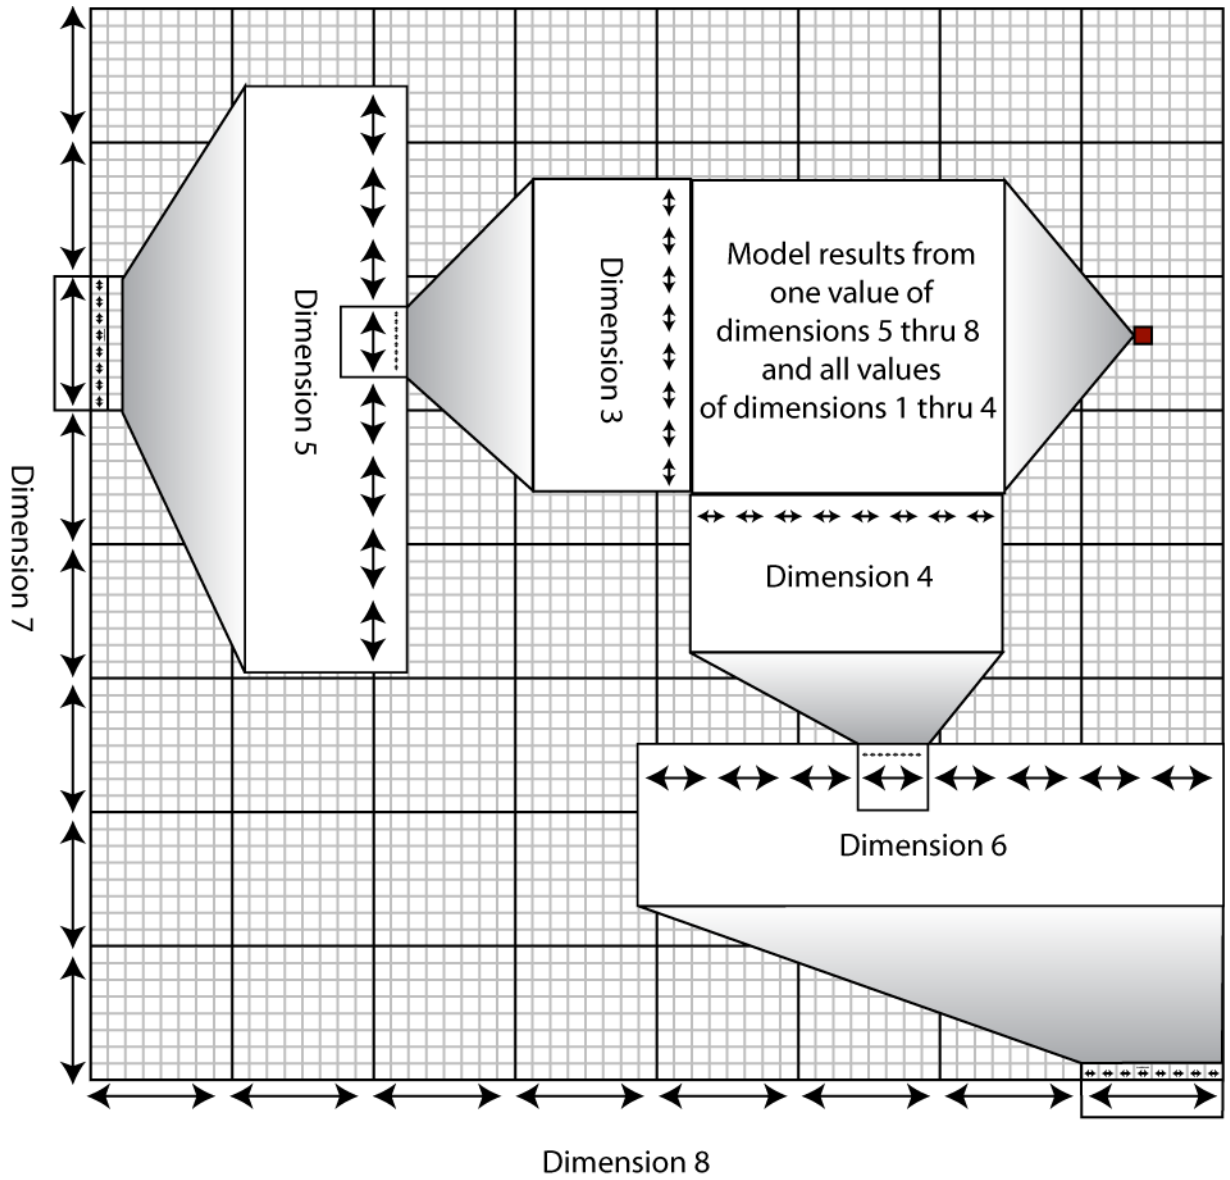 Dimension 7
Dimension 5
Dimension 3
Model results from
one value of
dimensions 5 thru 8
and all values
of dimensions 1 thru 4
Dimension 4
Dimension 6
Dimension 8